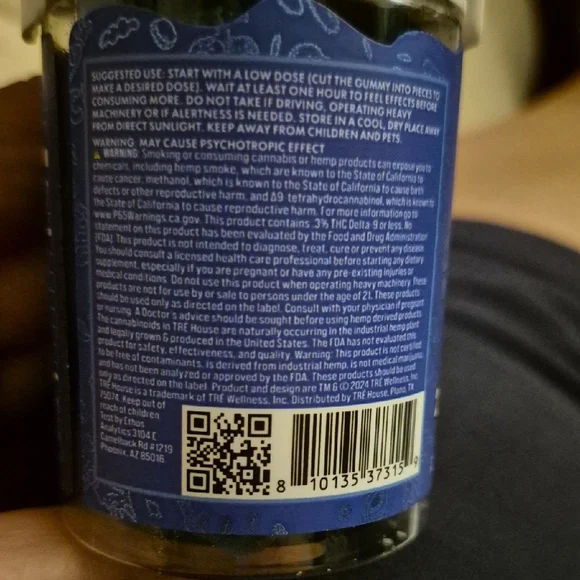 SUGGESTED USE: START WITH A LOW DOSE (CUT THE GUMMY INTO PIECES TO
MAKE A DESIRED DOSE). WAIT AT LEAST ONE HOUR TO FEEL EFFECTS BEFORE
CONSUMING MORE. DO NOT TAKE IF DRIVING, OPERATING HEAVY
MACHINERY OR IF ALERTNESS IS NEEDED. STORE IN A COOL, DRY PLACE AWAY
FROM DIRECT SUNLIGHT. KEEP AWAY FROM CHILDREN AND PETS.
WARNING: MAY CAUSE PSYCHOTROPIC EFFECT
⚠ WARNING: Smoking or consuming cannabis or hemp products can expose you to
chemicals, including hemp smoke, which are known to the State of California to
cause cancer, methanol, which is known to the State of California to cause birth
defects or other reproductive harm, and Δ9 tetrahydrocannabinol, which is known to
the State of California to cause reproductive harm. For more information go to
www.P65Warnings.ca.gov. This product contains .3% THC Delta-9 or less. No
statement on this product has been evaluated by the Food and Drug Administration
(FDA). This product is not intended to diagnose, treat, cure or prevent any disease.
You should consult a licensed health care professional before starting any dietary
supplement, especially if you are pregnant or have any pre-existing injuries or
medical conditions. Do not use this product when operating heavy machinery. These
products are not for use by or sale to persons under the age of 21. These products
should be used only as directed on the label. Consult with your physician if pregnant
or nursing. A Doctor's advice should be sought before using hemp derived products.
The cannabinoids in TRĒ House are naturally occurring in the industrial hemp plant
and legally grown & produced in the United States. The FDA has not evaluated this
product for safety, effectiveness, and quality. Warning: This product is not certified
to be free of contaminants, is derived from industrial hemp, is not medical marijuana
and has not been analyzed or approved by the FDA. These products should be used
only as directed on the label. Product and design are TM & © 2024 TRĒ Wellness, Inc.
TRĒ House is a trademark of TRĒ Wellness, Inc. Distributed by TRĒ House, Plano, TX
75074. Keep out of
reach of children.
Test by Ethos
Analytics 3104 E
Camelback Rd #1219
Phoenix, AZ 85016
8 10135 37315 9